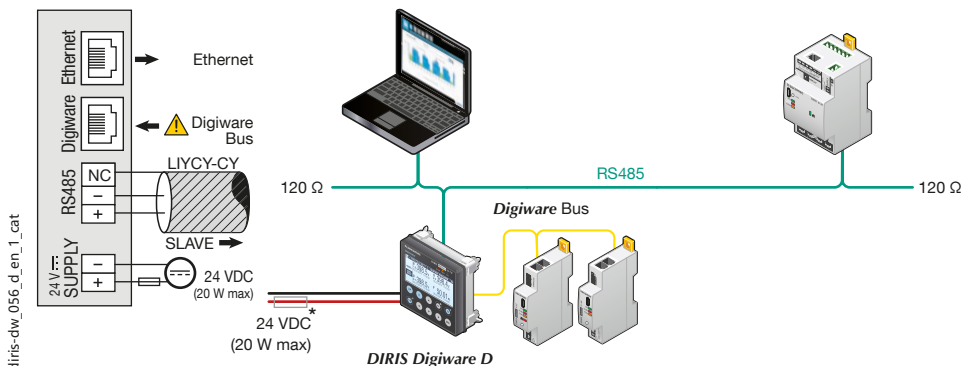 Ethernet
Ethernet
Digiware
Digiware
Bus
LIYCY-CY
RS485
NC
–
+
SLAVE
24 V
SUPPLY
–
+
24 VDC
(20 W max)
diris-dw_056_d_en_1_cat
120 Ω
RS485
120 Ω
Digiware Bus
24 VDC*
(20 W max)
DIRIS Digiware D